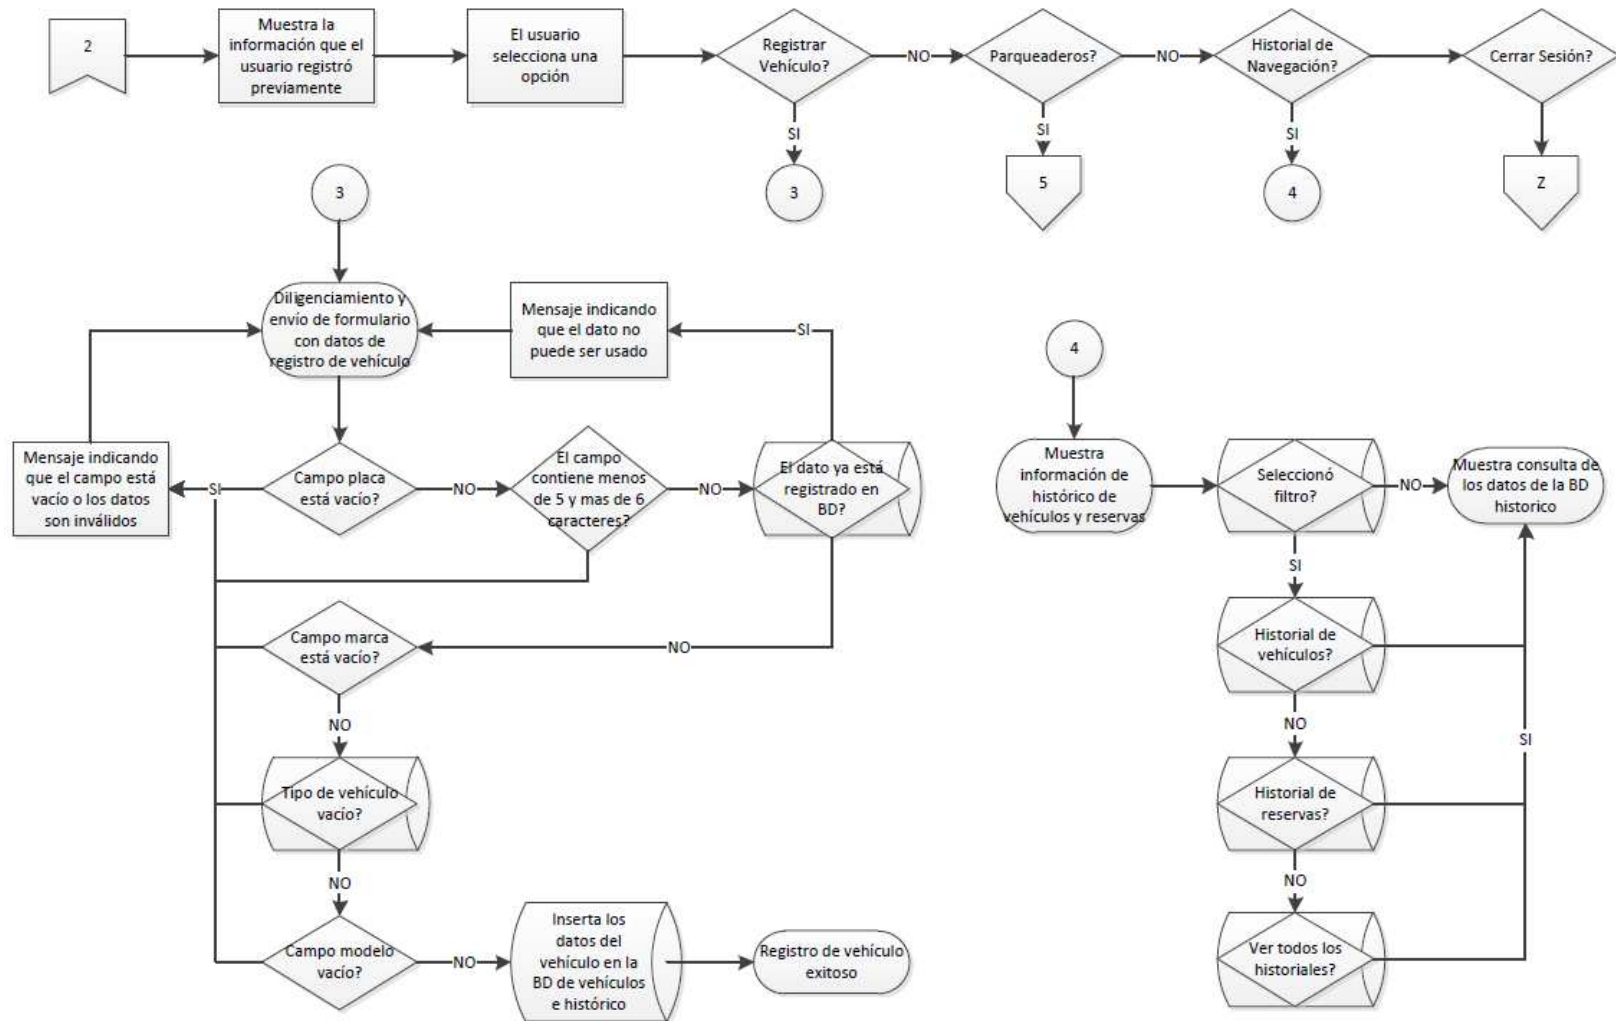 2
Muestra la
información que el
usuario registró
previamente
El usuario
selecciona una
opción
Registrar
Vehículo?
NO
Parqueaderos?
NO
Historial de
Navegación?
Cerrar Sesión?
SI
SI
SI
3
5
4
Z
3
Diligenciamiento y
envío de formulario
con datos de
registro de vehículo
Mensaje indicando
que el dato no
puede ser usado
SI
Mensaje indicando
que el campo está
vacío o los datos
son inválidos
SI
Campo placa
está vacío?
NO
El campo
contiene menos
de 5 y mas de 6
caracteres?
NO
El dato ya está
registrado en
BD?
Campo marca
está vacío?
NO
NO
Tipo de vehículo
vacío?
NO
Campo modelo
vacío?
NO
Inserta los
datos del
vehículo en la
BD de vehículos
e histórico
Registro de vehículo
exitoso
4
Muestra
información de
histórico de
vehículos y reservas
Seleccionó
filtro?
NO
Muestra consulta de
los datos de la BD
historico
SI
Historial de
vehículos?
NO
SI
Historial de
reservas?
NO
Ver todos los
historiales?